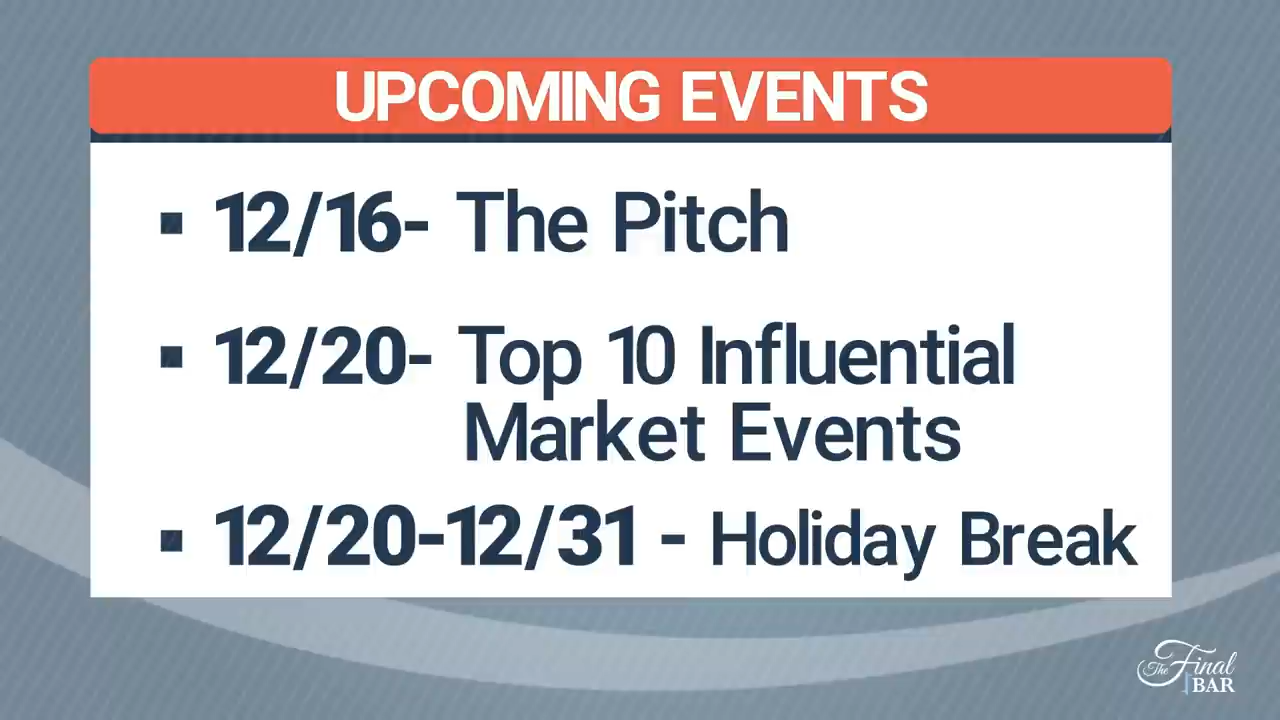 UPCOMING EVENTS
▪ 12/16- The Pitch
▪ 12/20- Top 10 Influential
Market Events
▪ 12/20-12/31 - Holiday Break
The Final
BAR